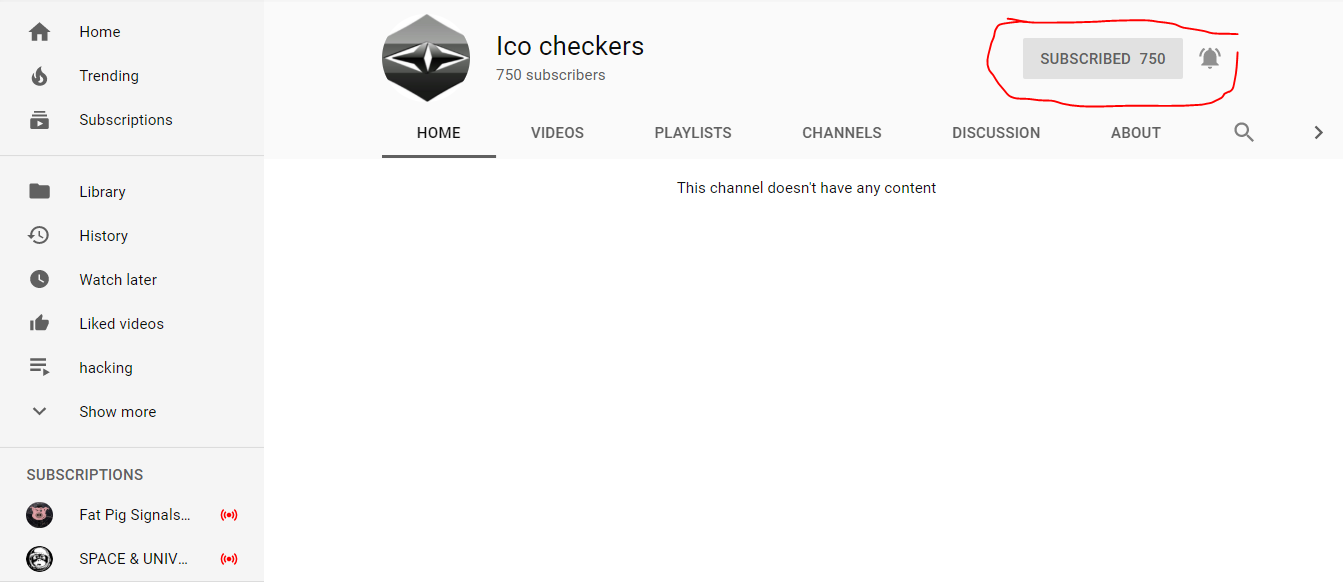 Home
Trending
Subscriptions
Library
History
Watch later
Liked videos
hacking
Show more
SUBSCRIPTIONS
Fat Pig Signals...
SPACE & UNIV...
Ico checkers
750 subscribers
SUBSCRIBED 750
HOME VIDEOS PLAYLISTS CHANNELS DISCUSSION ABOUT
This channel doesn't have any content